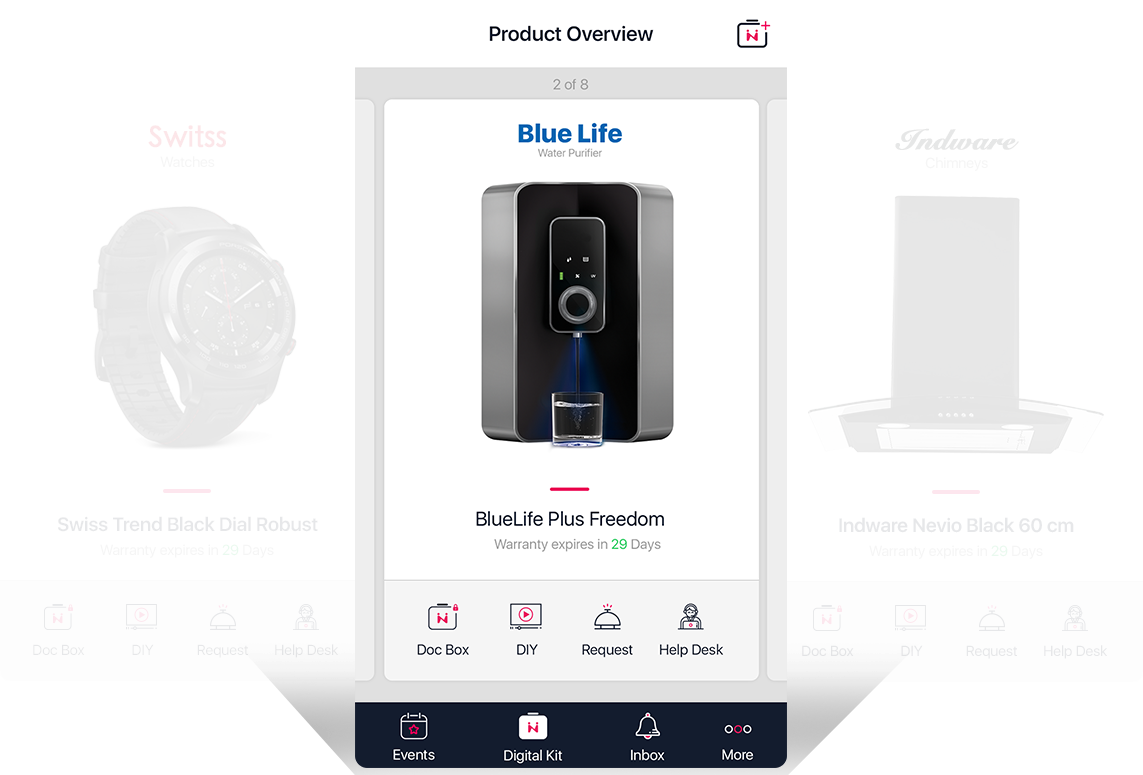 Product Overview
2 of 8
Switss
Watches
Swiss Trend Black Dial Robust
Warranty expires in 29 Days
Doc Box
DIY
Request
Help Desk
Blue Life
Water Purifier
UV
BlueLife Plus Freedom
Warranty expires in 29 Days
Doc Box
DIY
Request
Help Desk
Indware
Chimneys
Indware Nevio Black 60 cm
Warranty expires in 29 Days
Doc Box
DIY
Request
Help Desk
Events
Digital Kit
Inbox
More